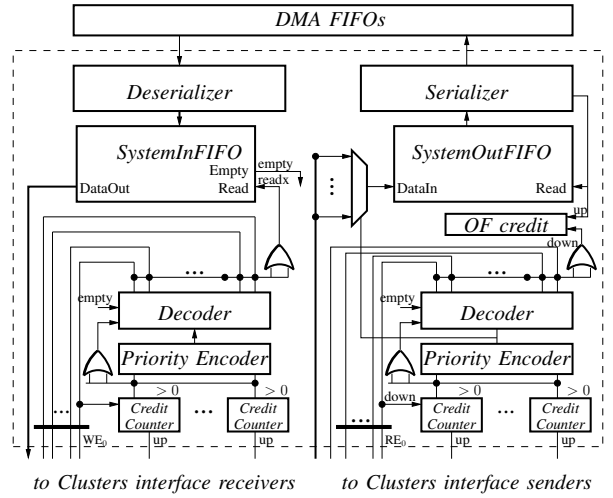 DMA FIFOs
Deserializer
Serializer
SystemInFIFO
Empty
empty
readx
Read
DataOut
SystemOutFIFO
DataIn
Read
up
OF credit
down
...
...
...
empty
Decoder
empty
Decoder
Priority Encoder
Priority Encoder
> 0
> 0
> 0
> 0
Credit
Counter
...
Credit
Counter
down
Credit
Counter
...
Credit
Counter
...
WE0
up
up
...
RE0
up
up
to Clusters interface receivers
to Clusters interface senders